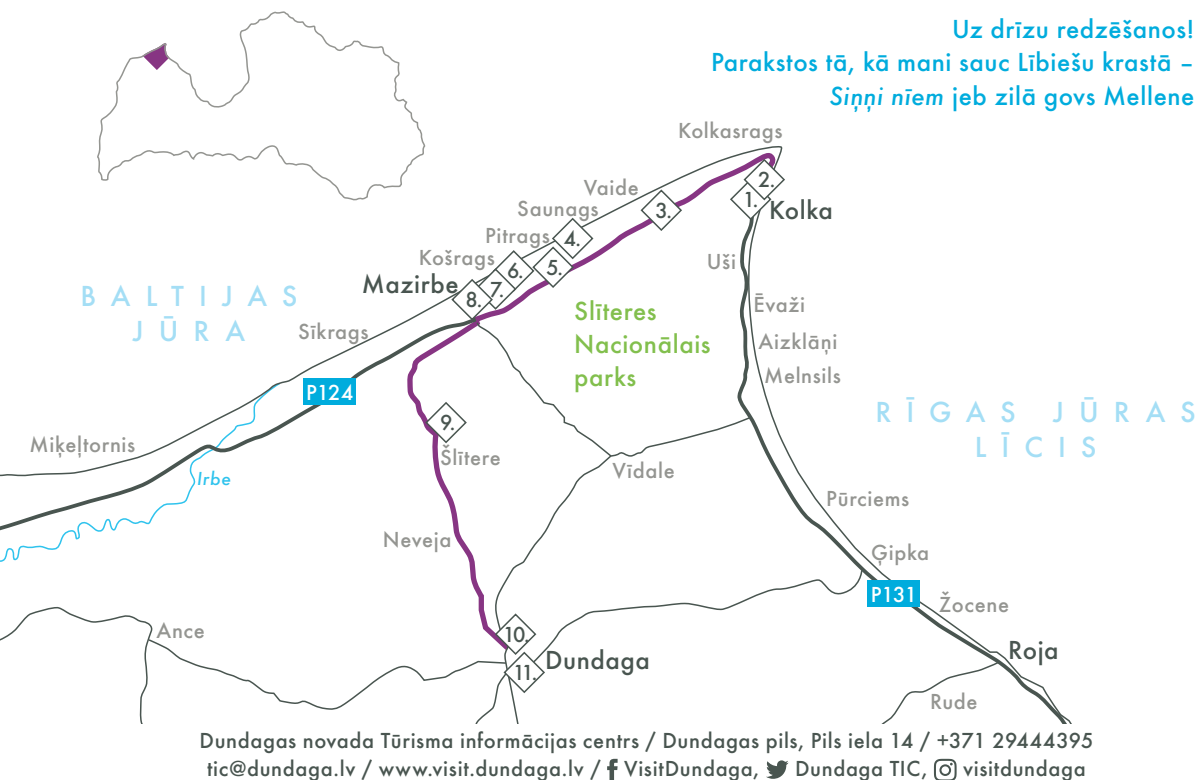 Uz drīzu redzēšanos!
Parakstos tā, kā mani sauc Lībiešu krastā –
Siņņi nīem jeb zilā govs Mellene
Kolkasrags
2.
Vaide
1.
Kolka
3.
Saunags
Pitrags
4.
Košrags
6.
5.
Uši
Mazirbe
7.
8.
BALTIJAS
JŪRA
Slīteres
Nacionālais
parks
Ēvaži
Sīkrags
Aizklāņi
Melnsils
P124
RĪGAS JŪRAS
LĪCIS
9.
Miķeļtornis
Šlītere
Vīdale
Irbe
Pūrciems
Neveja
Ģipka
P131
Žocene
Ance
10.
Dundaga
11.
Roja
Rude
Dundagas novada Tūrisma informācijas centrs / Dundagas pils, Pils iela 14 / +371 29444395
tic@dundaga.lv / www.visit.dundaga.lv / f VisitDundaga, Dundaga TIC, visitdundaga